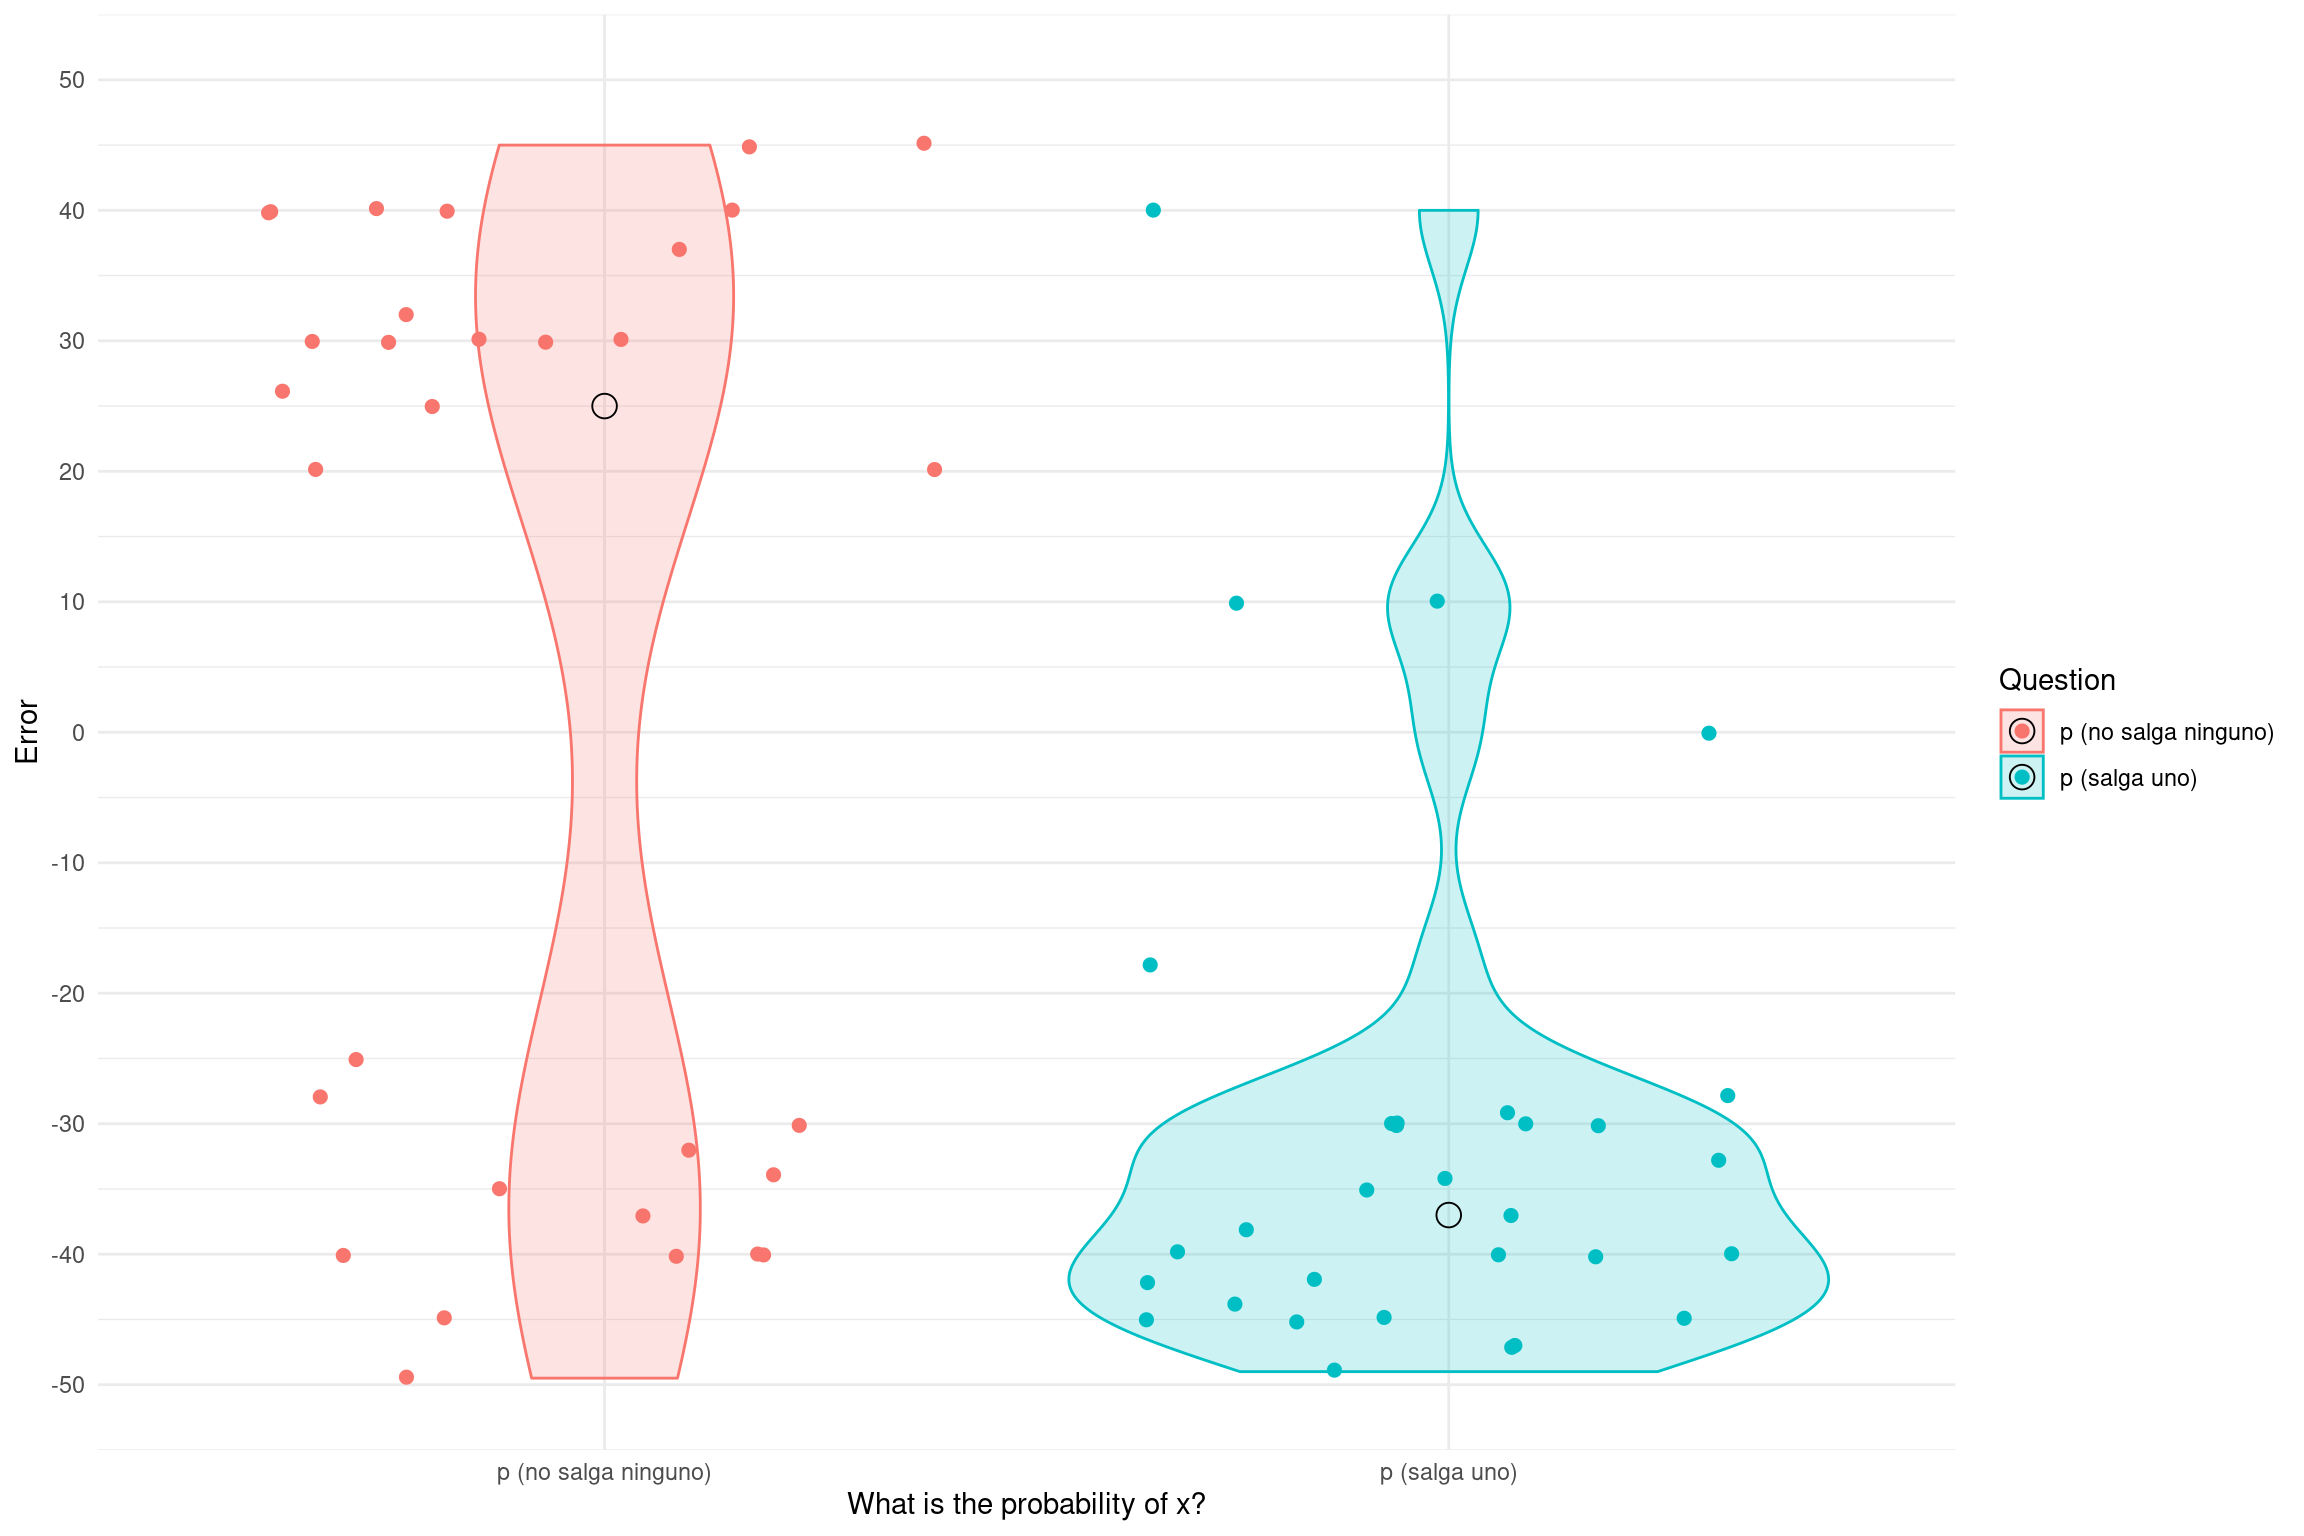 50
40
30
20
10
0
-10
-20
-30
-40
-50
Error
p (no salga ninguno)
p (salga uno)
What is the probability of x?
Question
p (no salga ninguno)
p (salga uno)